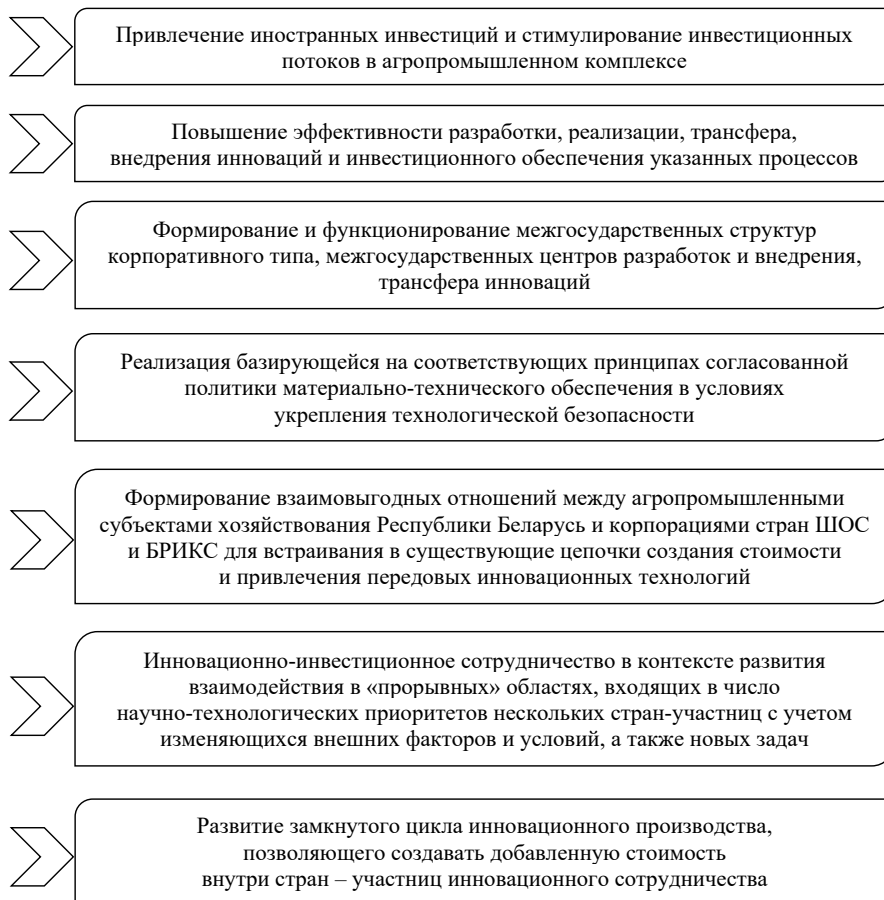 Привлечение иностранных инвестиций и стимулирование инвестиционных
потоков в агропромышленном комплексе
Повышение эффективности разработки, реализации, трансфера,
внедрения инноваций и инвестиционного обеспечения указанных процессов
Формирование и функционирование межгосударственных структур
корпоративного типа, межгосударственных центров разработок и внедрения,
трансфера инноваций
Реализация базирующейся на соответствующих принципах согласованной
политики материально-технического обеспечения в условиях
укрепления технологической безопасности
Формирование взаимовыгодных отношений между агропромышленными
субъектами хозяйствования Республики Беларусь и корпорациями стран ШОС
и БРИКС для встраивания в существующие цепочки создания стоимости
и привлечения передовых инновационных технологий
Инновационно-инвестиционное сотрудничество в контексте развития
взаимодействия в «прорывных» областях, входящих в число
научно-технологических приоритетов нескольких стран-участниц с учетом
изменяющихся внешних факторов и условий, а также новых задач
Развитие замкнутого цикла инновационного производства,
позволяющего создавать добавленную стоимость
внутри стран – участниц инновационного сотрудничества